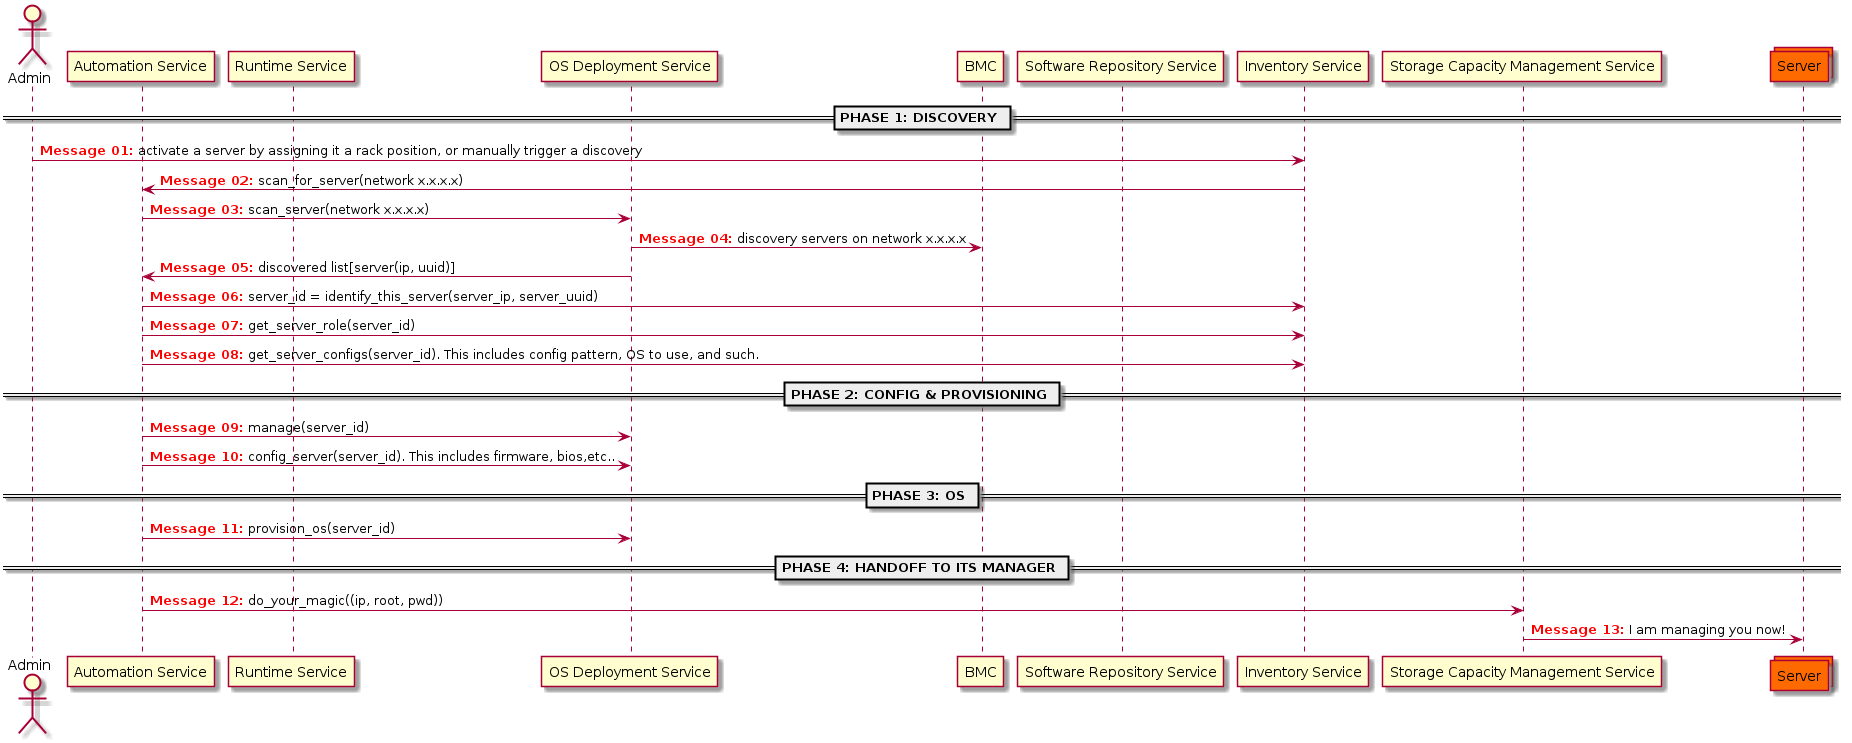 Admin
Automation Service
Runtime Service
OS Deployment Service
BMC
Software Repository Service
Inventory Service
Storage Capacity Management Service
Server
PHASE 1: DISCOVERY
Message 01: activate a server by assigning it a rack position, or manually trigger a discovery
Message 02: scan_for_server(network x.x.x.x)
Message 03: scan_server(network x.x.x.x)
Message 04: discovery servers on network x.x.x.x
Message 05: discovered list[server(ip, uuid)]
Message 06: server_id = identify_this_server(server_ip, server_uuid)
Message 07: get_server_role(server_id)
Message 08: get_server_configs(server_id). This includes config pattern, OS to use, and such.
PHASE 2: CONFIG & PROVISIONING
Message 09: manage(server_id)
Message 10: config_server(server_id). This includes firmware, bios,etc..
PHASE 3: OS
Message 11: provision_os(server_id)
PHASE 4: HANDOFF TO ITS MANAGER
Message 12: do_your_magic((ip, root, pwd))
Message 13: I am managing you now!
Admin
Automation Service
Runtime Service
OS Deployment Service
BMC
Software Repository Service
Inventory Service
Storage Capacity Management Service
Server